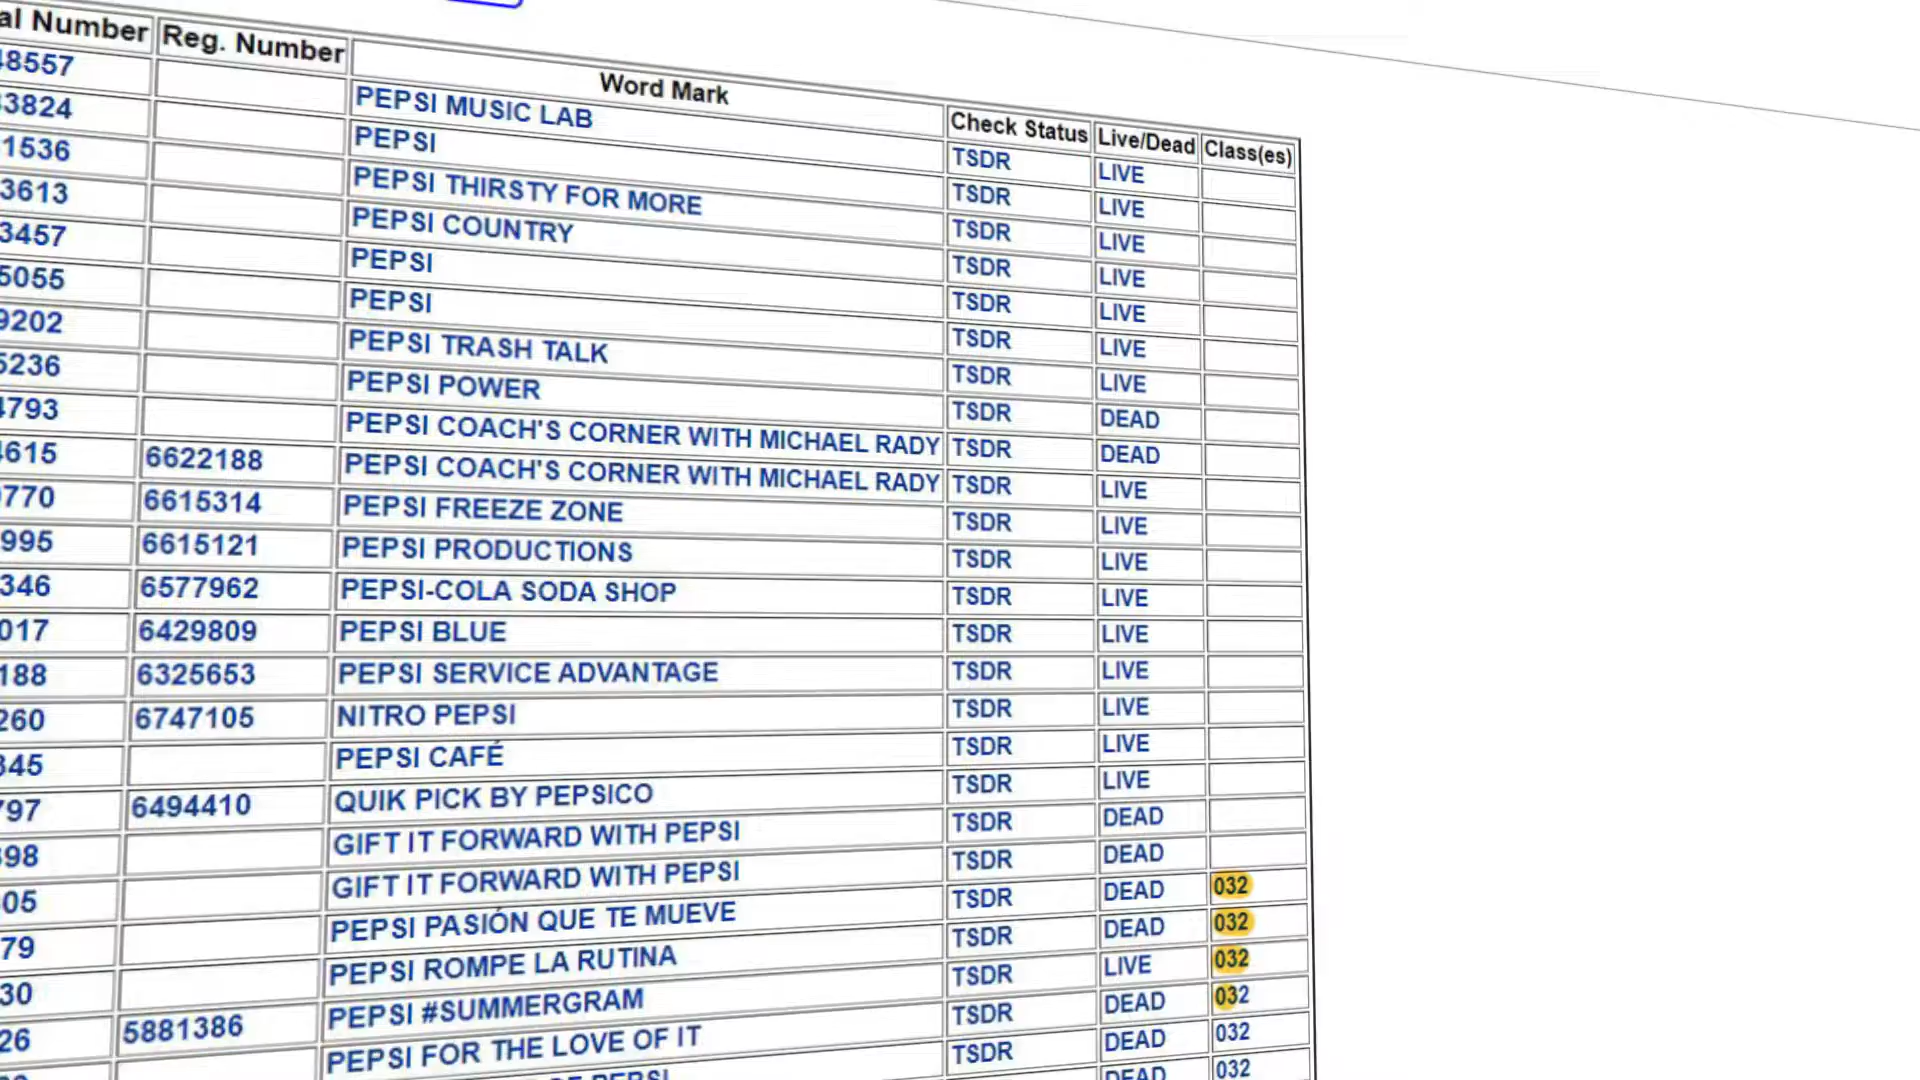 al Number Reg. Number Word Mark Check Status Live/Dead Class(es)
48557 PEPSI MUSIC LAB TSDR LIVE
3824 PEPSI TSDR LIVE
1536 PEPSI THIRSTY FOR MORE TSDR LIVE
3613 PEPSI COUNTRY TSDR LIVE
3457 PEPSI TSDR LIVE
5055 PEPSI TSDR LIVE
9202 PEPSI TRASH TALK TSDR LIVE
5236 PEPSI POWER TSDR DEAD
4793 PEPSI COACH'S CORNER WITH MICHAEL RADY TSDR DEAD
615 6622188 PEPSI COACH'S CORNER WITH MICHAEL RADY TSDR LIVE
770 6615314 PEPSI FREEZE ZONE TSDR LIVE
995 6615121 PEPSI PRODUCTIONS TSDR LIVE
346 6577962 PEPSI-COLA SODA SHOP TSDR LIVE
017 6429809 PEPSI BLUE TSDR LIVE
188 6325653 PEPSI SERVICE ADVANTAGE TSDR LIVE
260 6747105 NITRO PEPSI TSDR LIVE
345 PEPSI CAFÉ TSDR LIVE
797 6494410 QUIK PICK BY PEPSICO TSDR LIVE
98 GIFT IT FORWARD WITH PEPSI TSDR DEAD
05 GIFT IT FORWARD WITH PEPSI TSDR DEAD
79 PEPSI PASIÓN QUE TE MUEVE TSDR DEAD 032
30 PEPSI ROMPE LA RUTINA TSDR DEAD 032
26 5881386 PEPSI #SUMMERGRAM TSDR LIVE 032
PEPSI FOR THE LOVE OF IT TSDR DEAD 032
OF PEPSI TSDR DEAD 032
DEAD 032